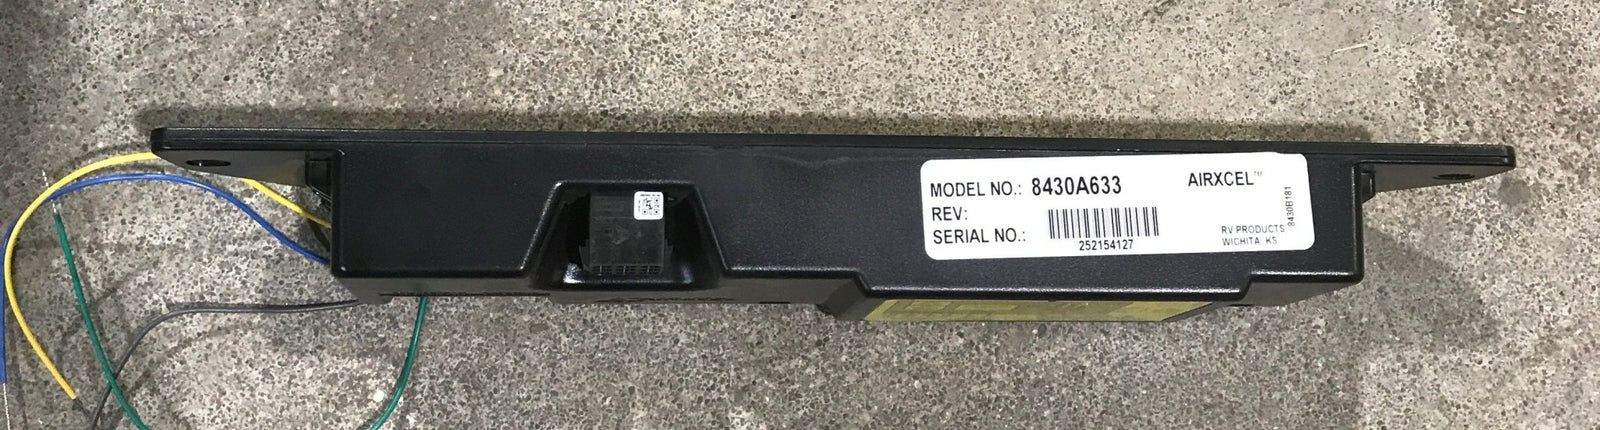 MODEL NO.: 8430A633 AIRXCEL™
REV:
SERIAL NO.:
252154127
RV PRODUCTS
WICHITA, KS
8430B181